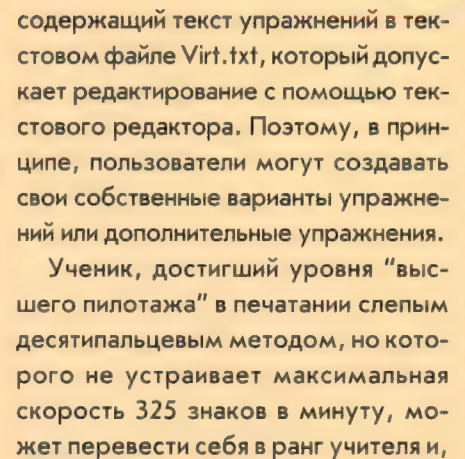 содержащий текст упражнений в тек-
стовом файле Virt.txt, который допус-
кает редактирование с помощью тек-
стового редактора. Поэтому, в прин-
ципе, пользователи могут создавать
свои собственные варианты упражне-
ний или дополнительные упражнения.
Ученик, достигший уровня "выс-
шего пилотажа" в печатании слепым
десятипальцевым методом, но кото-
рого не устраивает максимальная
скорость 325 знаков в минуту, мо-
жет перевести себя в ранг учителя и,